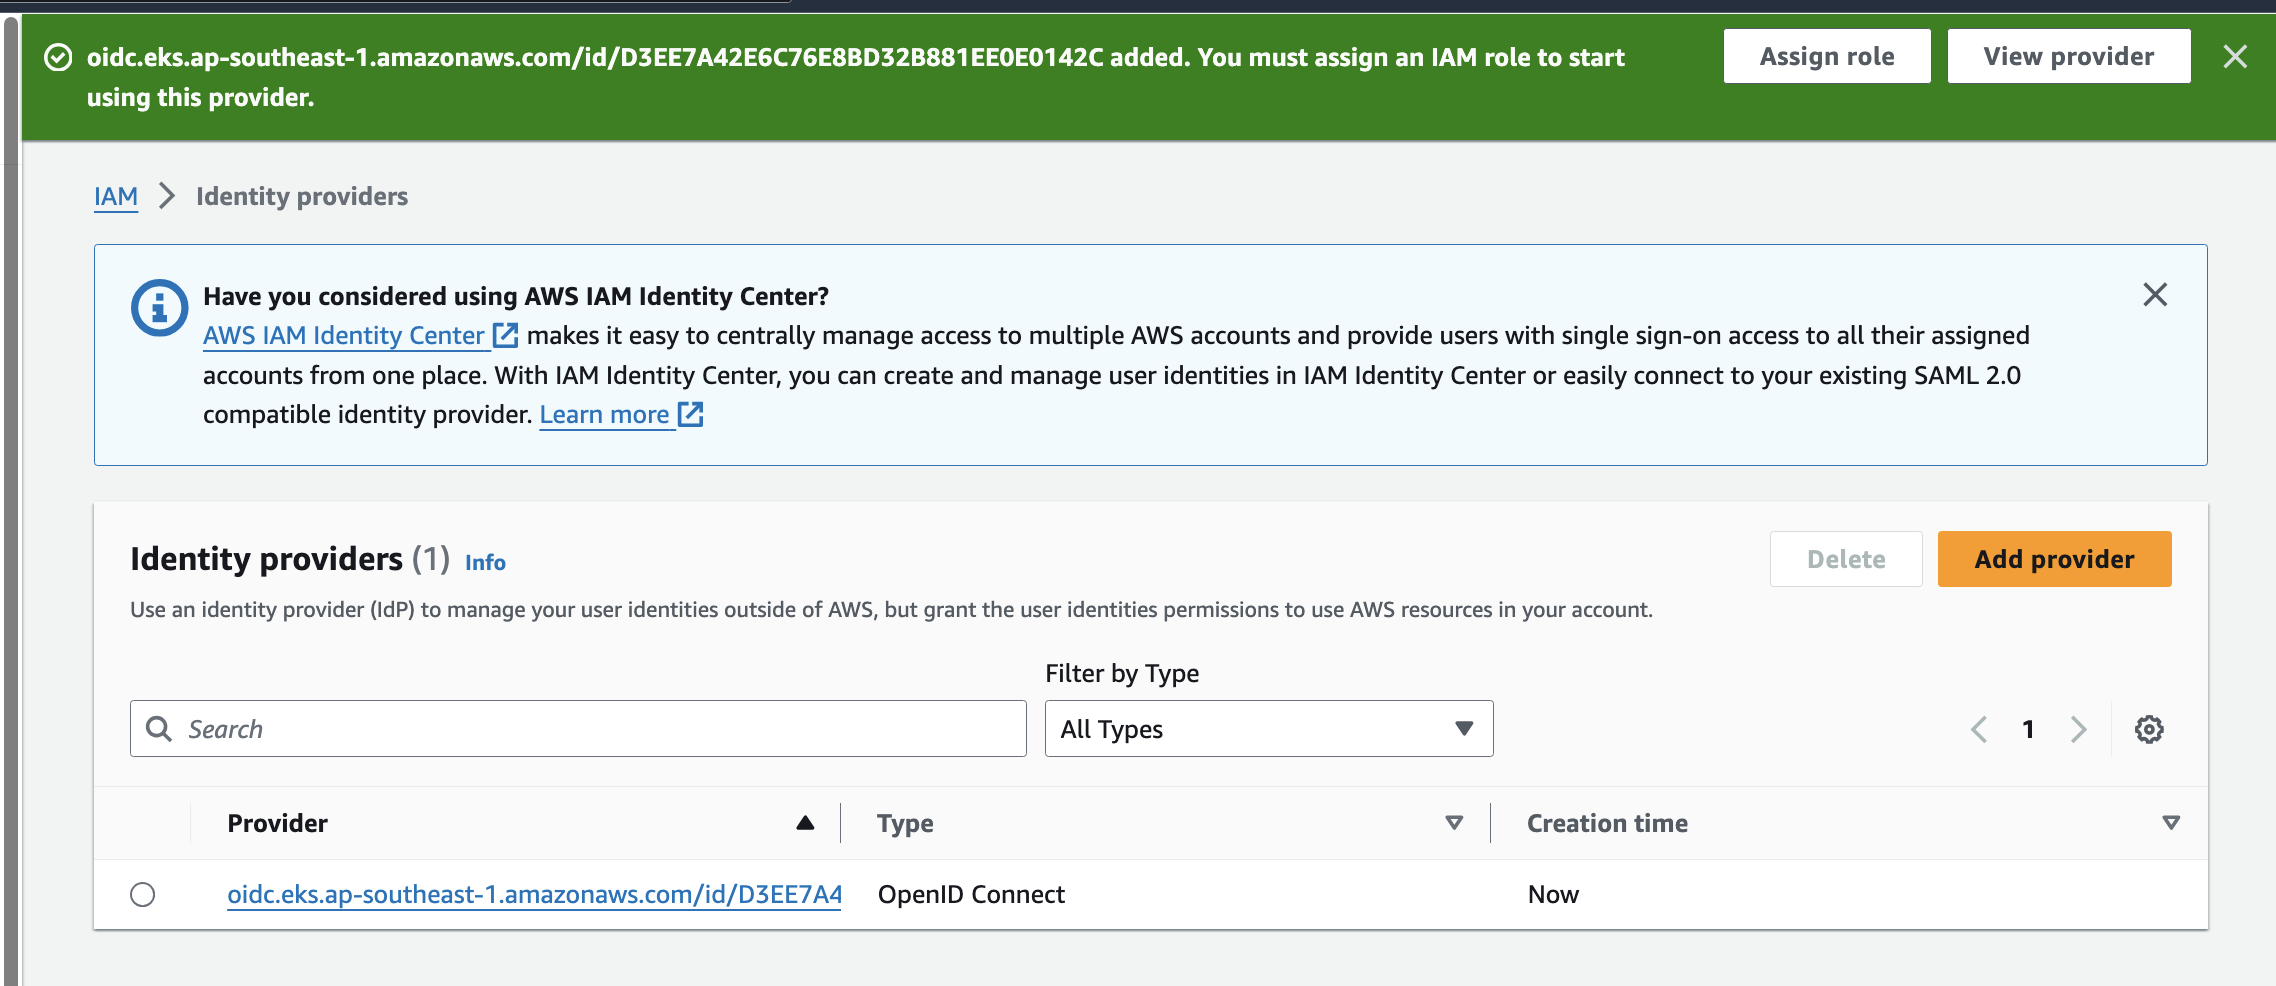 oidc.eks.ap-southeast-1.amazonaws.com/id/D3EE7A42E6C76E8BD32B881EE0E0142C added. You must assign an IAM role to start
using this provider.
Assign role
View provider
IAM
Identity providers
Have you considered using AWS IAM Identity Center?
AWS IAM Identity Center makes it easy to centrally manage access to multiple AWS accounts and provide users with single sign-on access to all their assigned
accounts from one place. With IAM Identity Center, you can create and manage user identities in IAM Identity Center or easily connect to your existing SAML 2.0
compatible identity provider. Learn more
Identity providers (1) Info
Delete
Add provider
Use an identity provider (IdP) to manage your user identities outside of AWS, but grant the user identities permissions to use AWS resources in your account.
Filter by Type
Search
All Types
1
Provider
Type
Creation time
oidc.eks.ap-southeast-1.amazonaws.com/id/D3EE7A4
OpenID Connect
Now